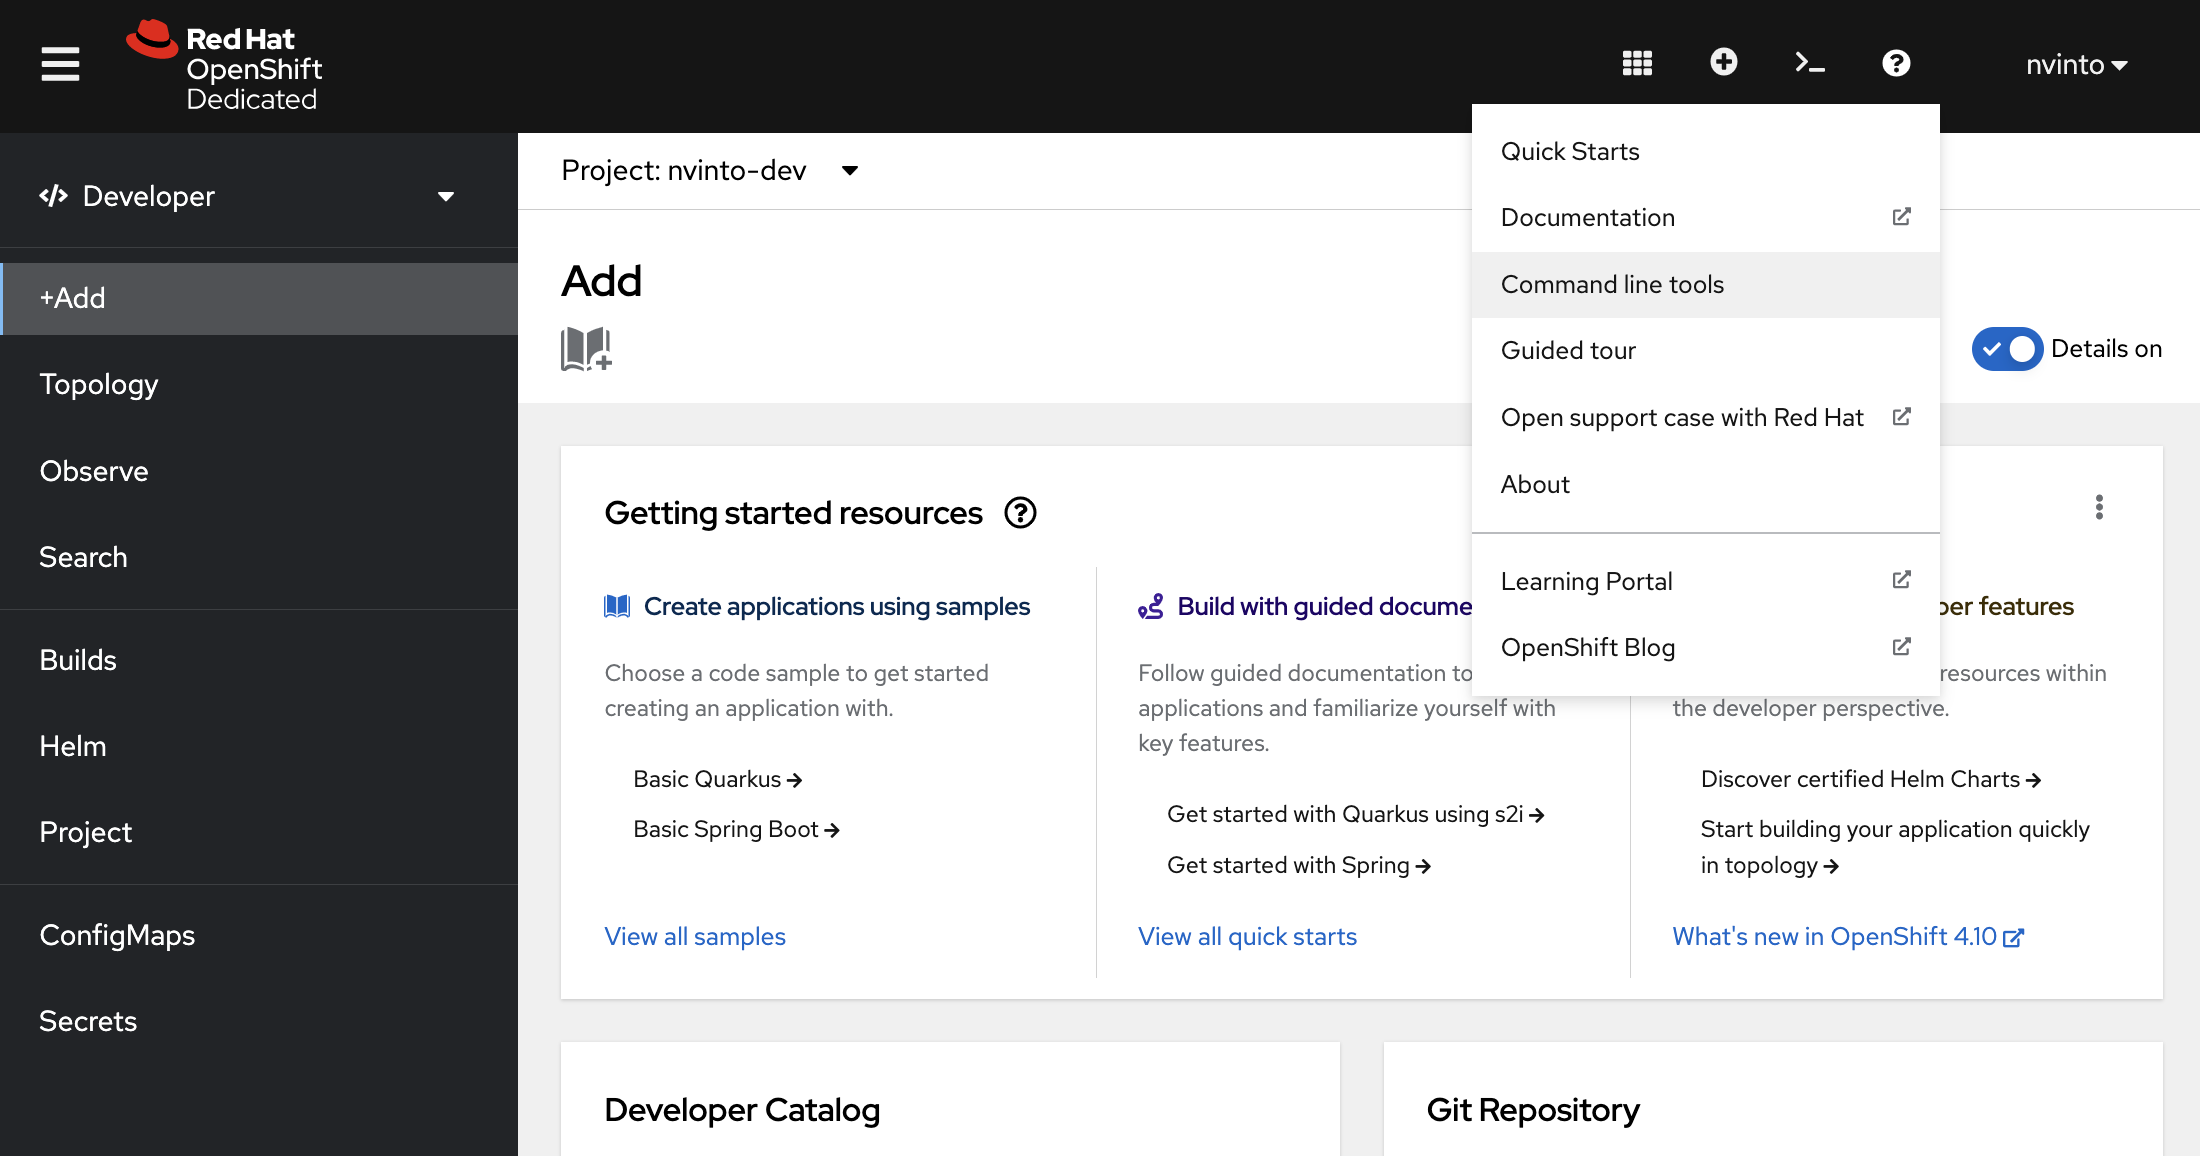 Red Hat
OpenShift
Dedicated
nvinto
Developer
+Add
Topology
Observe
Search
Builds
Helm
Project
ConfigMaps
Secrets
Project: nvinto-dev
Add
Details on
Quick Starts
Documentation
Command line tools
Guided tour
Open support case with Red Hat
About
Learning Portal
OpenShift Blog
Getting started resources
Create applications using samples
Choose a code sample to get started
creating an application with.
Basic Quarkus
Basic Spring Boot
View all samples
Build with guided
Follow guided documentation to
applications and familiarize yourself with
key features.
Get started with Quarkus using s2i
Get started with Spring
View all quick starts
features
resources within
the developer perspective.
Discover certified Helm Charts
Start building your application quickly
in topology
What's new in OpenShift 4.10
Developer Catalog
Git Repository